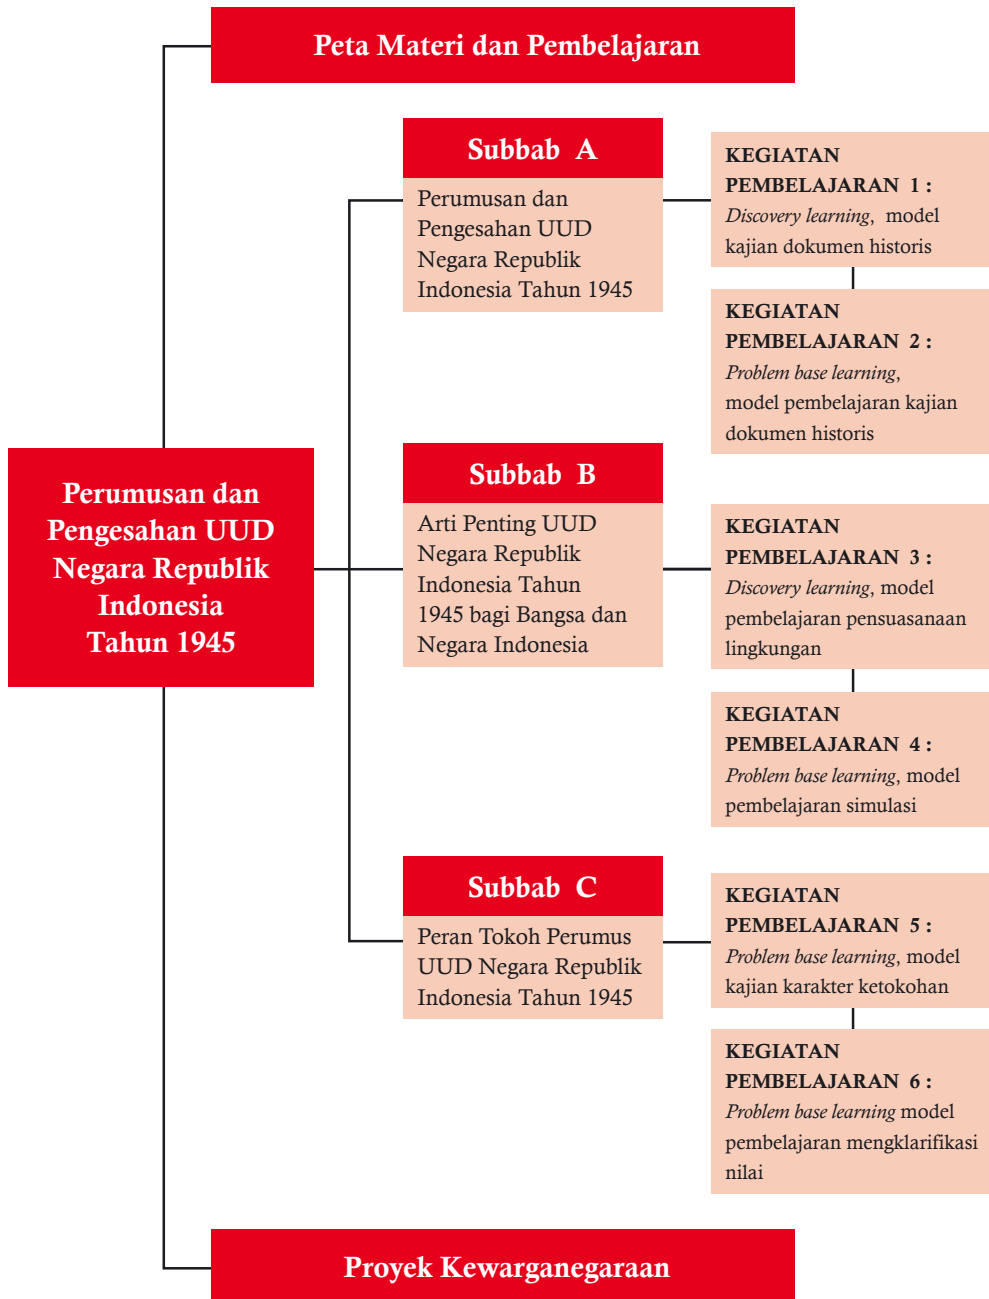 Peta Materi dan Pembelajaran
Subbab A
Perumusan dan
Pengesahan UUD
Negara Republik
Indonesia Tahun 1945
KEGIATAN
PEMBELAJARAN 1 :
Discovery learning, model
kajian dokumen historis
KEGIATAN
PEMBELAJARAN 2 :
Problem base learning,
model pembelajaran kajian
dokumen historis
Perumusan dan
Pengesahan UUD
Negara Republik
Indonesia
Tahun 1945
Subbab B
Arti Penting UUD
Negara Republik
Indonesia Tahun
1945 bagi Bangsa dan
Negara Indonesia
KEGIATAN
PEMBELAJARAN 3 :
Discovery learning, model
pembelajaran pensuasanaan
lingkungan
KEGIATAN
PEMBELAJARAN 4 :
Problem base learning, model
pembelajaran simulasi
Subbab C
Peran Tokoh Perumus
UUD Negara Republik
Indonesia Tahun 1945
KEGIATAN
PEMBELAJARAN 5 :
Problem base learning, model
kajian karakter ketokohan
KEGIATAN
PEMBELAJARAN 6 :
Problem base learning model
pembelajaran mengklarifikasi
nilai
Proyek Kewarganegaraan